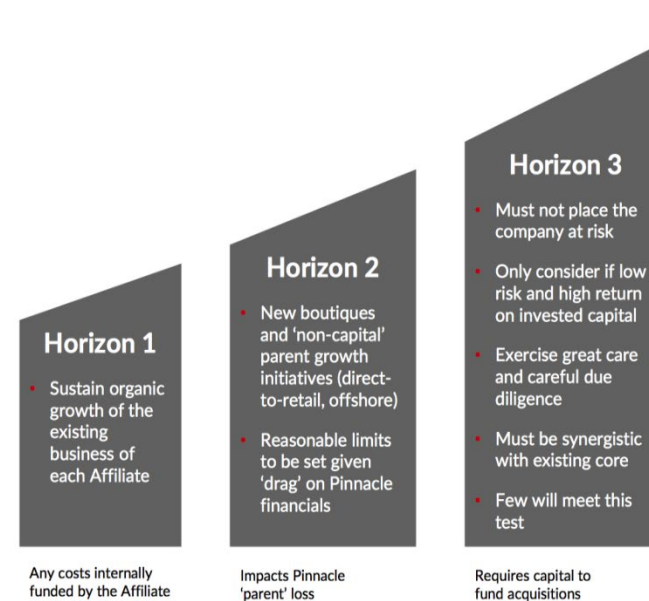 Horizon 1
• Sustain organic
growth of the
existing
business of
each Affiliate
Any costs internally
funded by the Affiliate
Horizon 2
• New boutiques
and ‘non-capital’
parent growth
initiatives (direct-
to-retail, offshore)
• Reasonable limits
to be set given
‘drag’ on Pinnacle
financials
Impacts Pinnacle
‘parent’ loss
Horizon 3
• Must not place the
company at risk
• Only consider if low
risk and high return
on invested capital
• Exercise great care
and careful due
diligence
• Must be synergistic
with existing core
• Few will meet this
test
Requires capital to
fund acquisitions